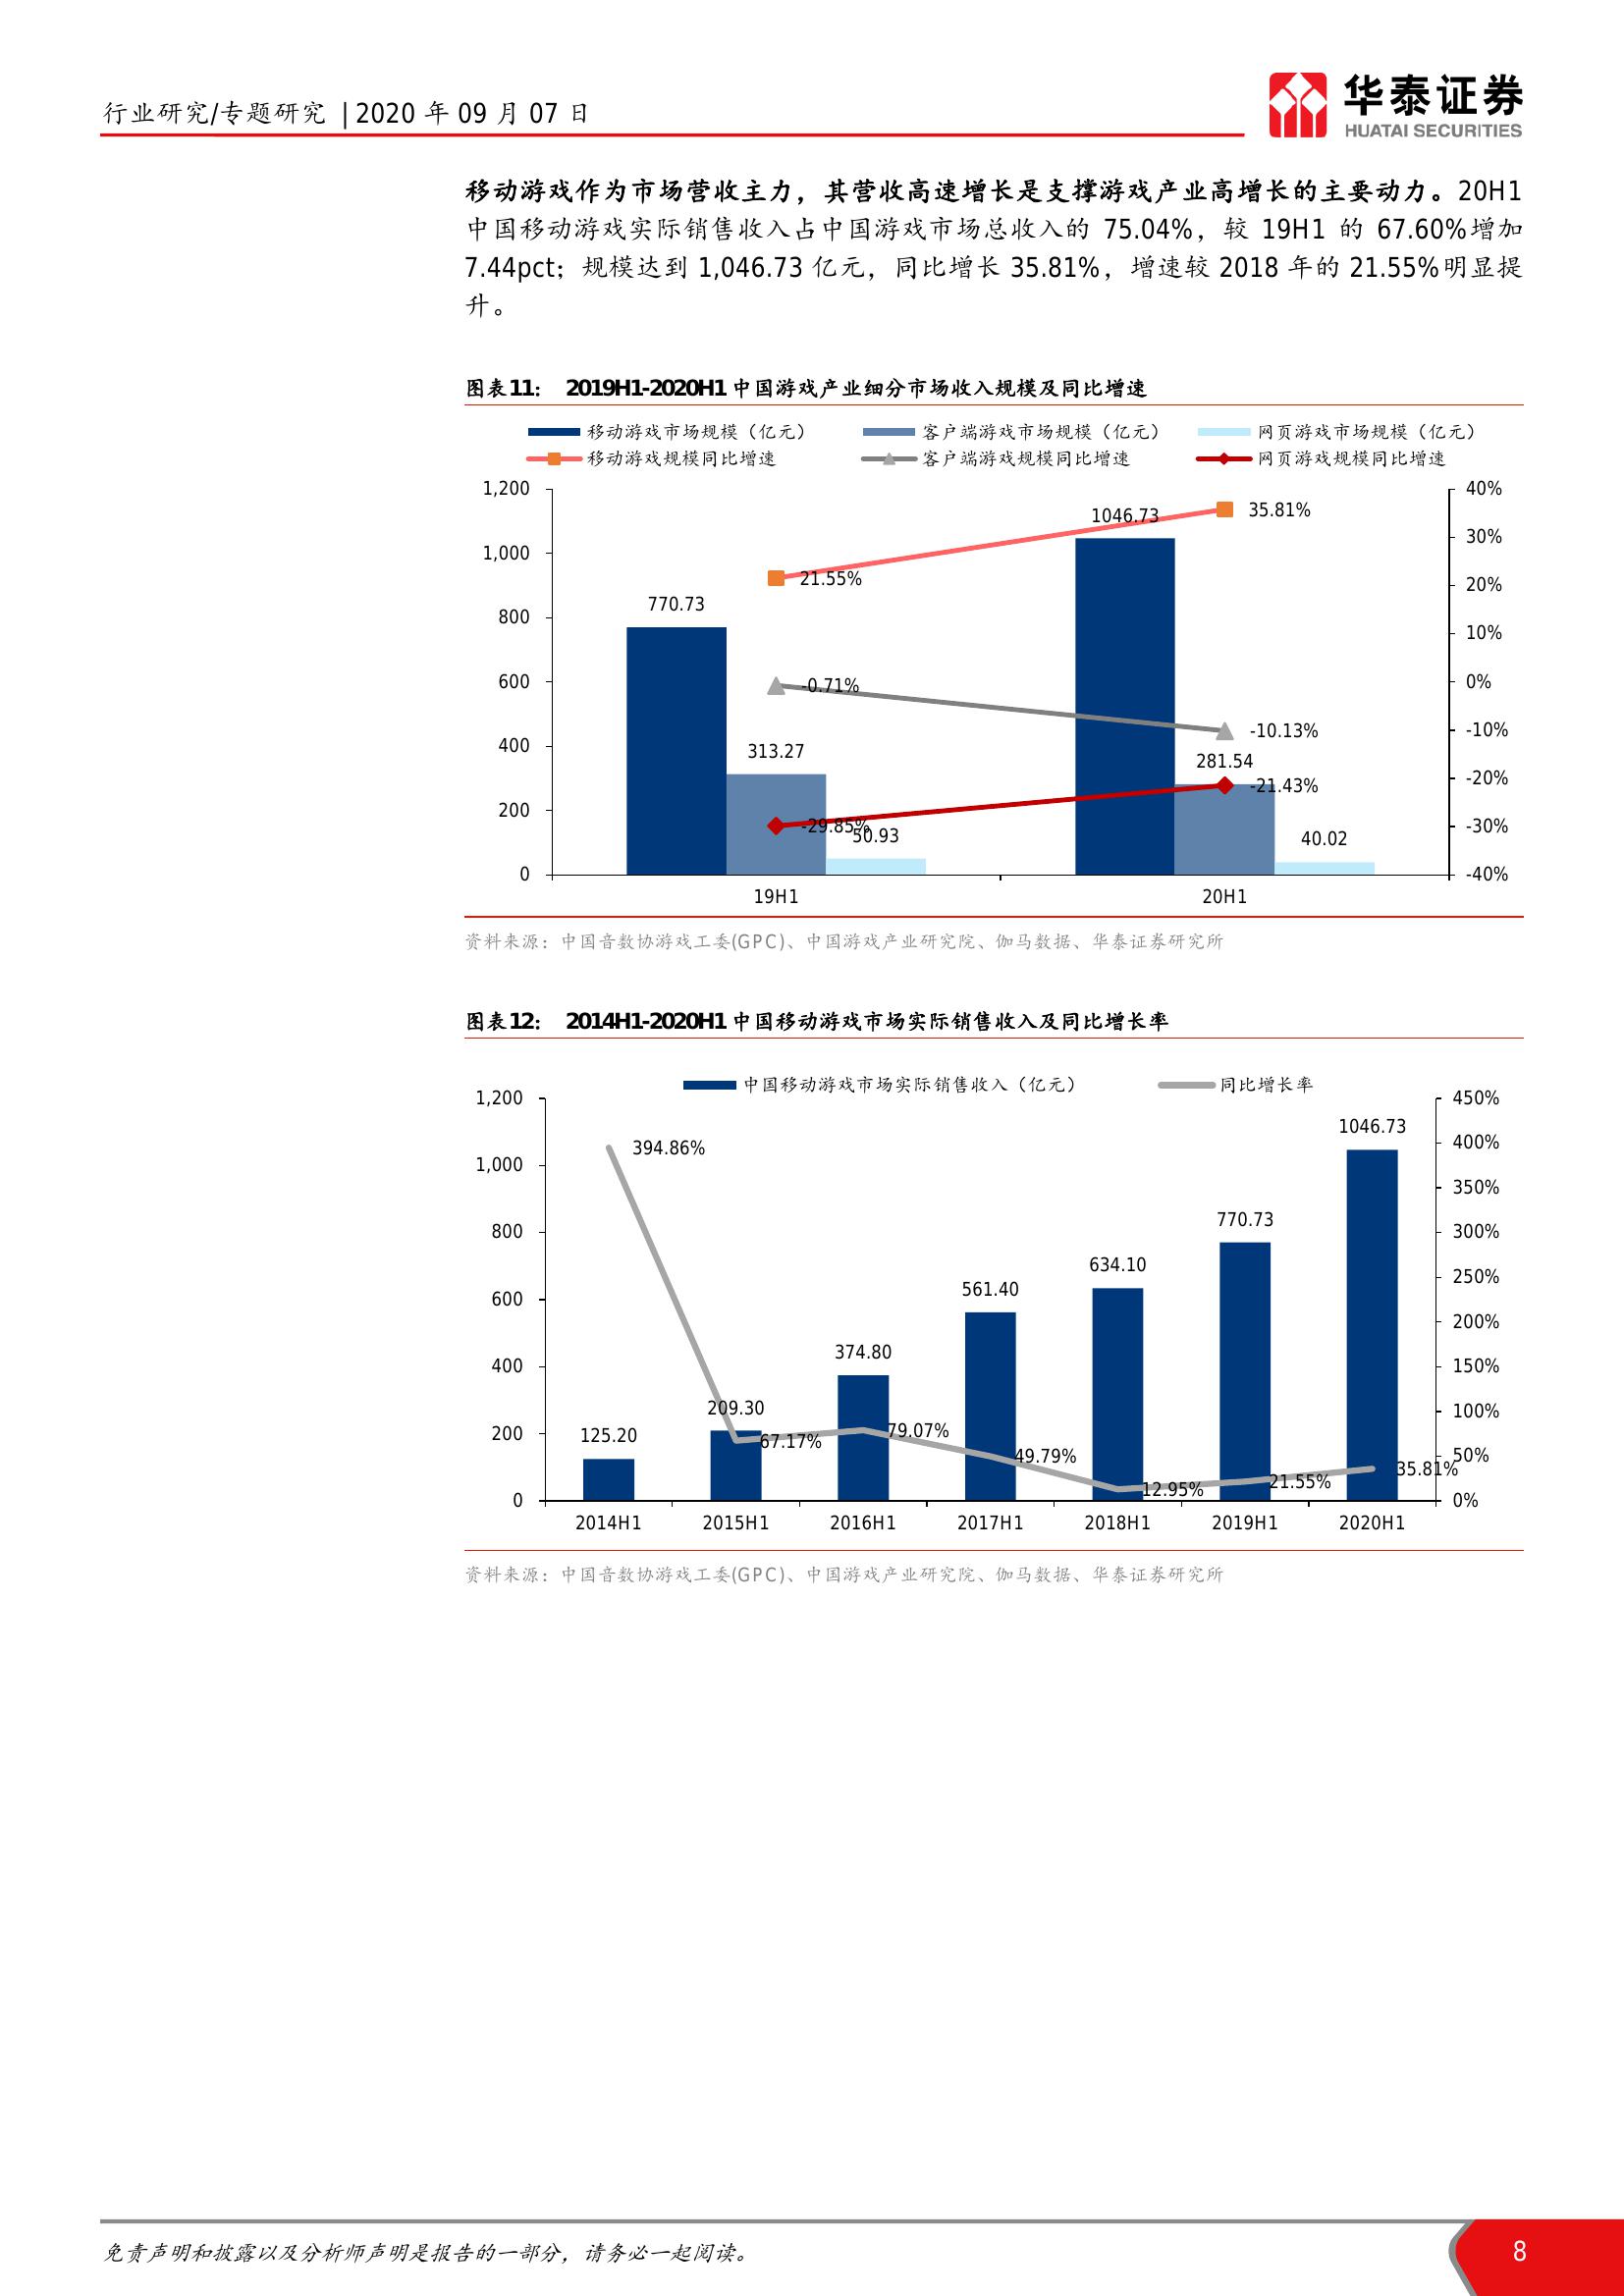 行业研究/专题研究 | 2020 年 09 月 07 日
华泰证券
HUATAI SECURITIES
移动游戏作为市场营收主力，其营收高速增长是支撑游戏产业高增长的主要动力。20H1
中国移动游戏实际销售收入占中国游戏市场总收入的 75.04%，较 19H1 的 67.60%增加
7.44pct；规模达到 1,046.73 亿元，同比增长 35.81%，增速较 2018 年的 21.55%明显提
升。
图表11： 2019H1-2020H1 中国游戏产业细分市场收入规模及同比增速
移动游戏市场规模（亿元） 客户端游戏市场规模（亿元） 网页游戏市场规模（亿元）
移动游戏规模同比增速 客户端游戏规模同比增速 网页游戏规模同比增速
1,200 40%
1046.73 35.81%
30%
1,000
21.55% 20%
770.73
800
10%
600 -0.71% 0%
400 313.27 -10.13% -10%
281.54
-21.43% -20%
200 -29.85% -30%
50.93 40.02
0 -40%
19H1 20H1
资料来源：中国音数协游戏工委(GPC)、中国游戏产业研究院、伽马数据、华泰证券研究所
图表12： 2014H1-2020H1 中国移动游戏市场实际销售收入及同比增长率
中国移动游戏市场实际销售收入（亿元） 同比增长率
1,200 450%
1046.73
394.86% 400%
1,000
350%
800 770.73 300%
634.10 250%
600 561.40
200%
374.80
400 150%
209.30 100%
200 125.20 67.17% 79.07%
49.79% 50%
12.95% 21.55% 35.81%
0 0%
2014H1 2015H1 2016H1 2017H1 2018H1 2019H1 2020H1
资料来源：中国音数协游戏工委(GPC)、中国游戏产业研究院、伽马数据、华泰证券研究所
免责声明和披露以及分析师声明是报告的一部分，请务必一起阅读。
8